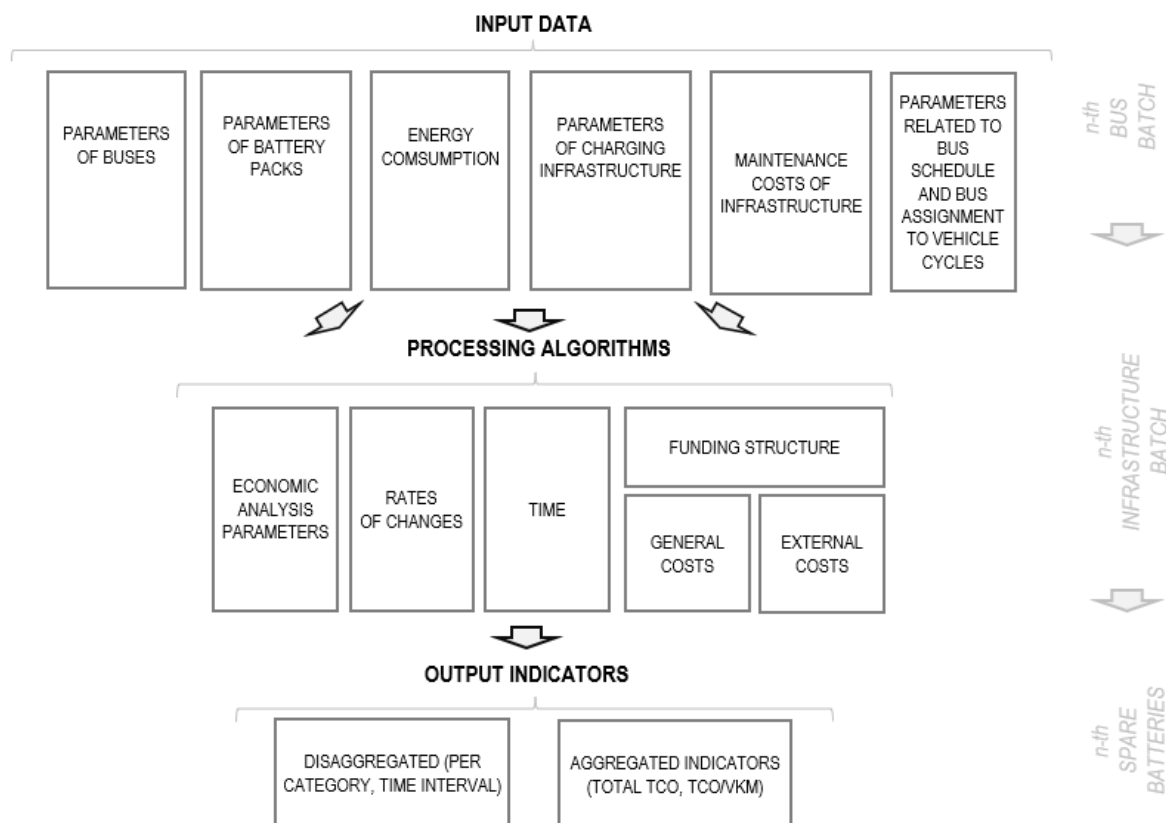 INPUT DATA
PARAMETERS
OF BUSES
PARAMETERS
OF BATTERY
PACKS
ENERGY
COMSUMPTION
PARAMETERS
OF CHARGING
INFRASTRUCTURE
MAINTENANCE
COSTS OF
INFRASTRUCTURE
PARAMETERS
RELATED TO
BUS
SCHEDULE
AND BUS
ASSIGNMENT
TO VEHICLE
CYCLES
n-th
BUS
BATCH
PROCESSING ALGORITHMS
ECONOMIC
ANALYSIS
PARAMETERS
RATES
OF CHANGES
TIME
FUNDING STRUCTURE
GENERAL
COSTS
EXTERNAL
COSTS
n-th
INFRASTRUCTURE
BATCH
OUTPUT INDICATORS
DISAGGREGATED (PER
CATEGORY, TIME INTERVAL)
AGGREGATED INDICATORS
(TOTAL TCO, TCO/VKM)
n-th
SPARE
BATTERIES